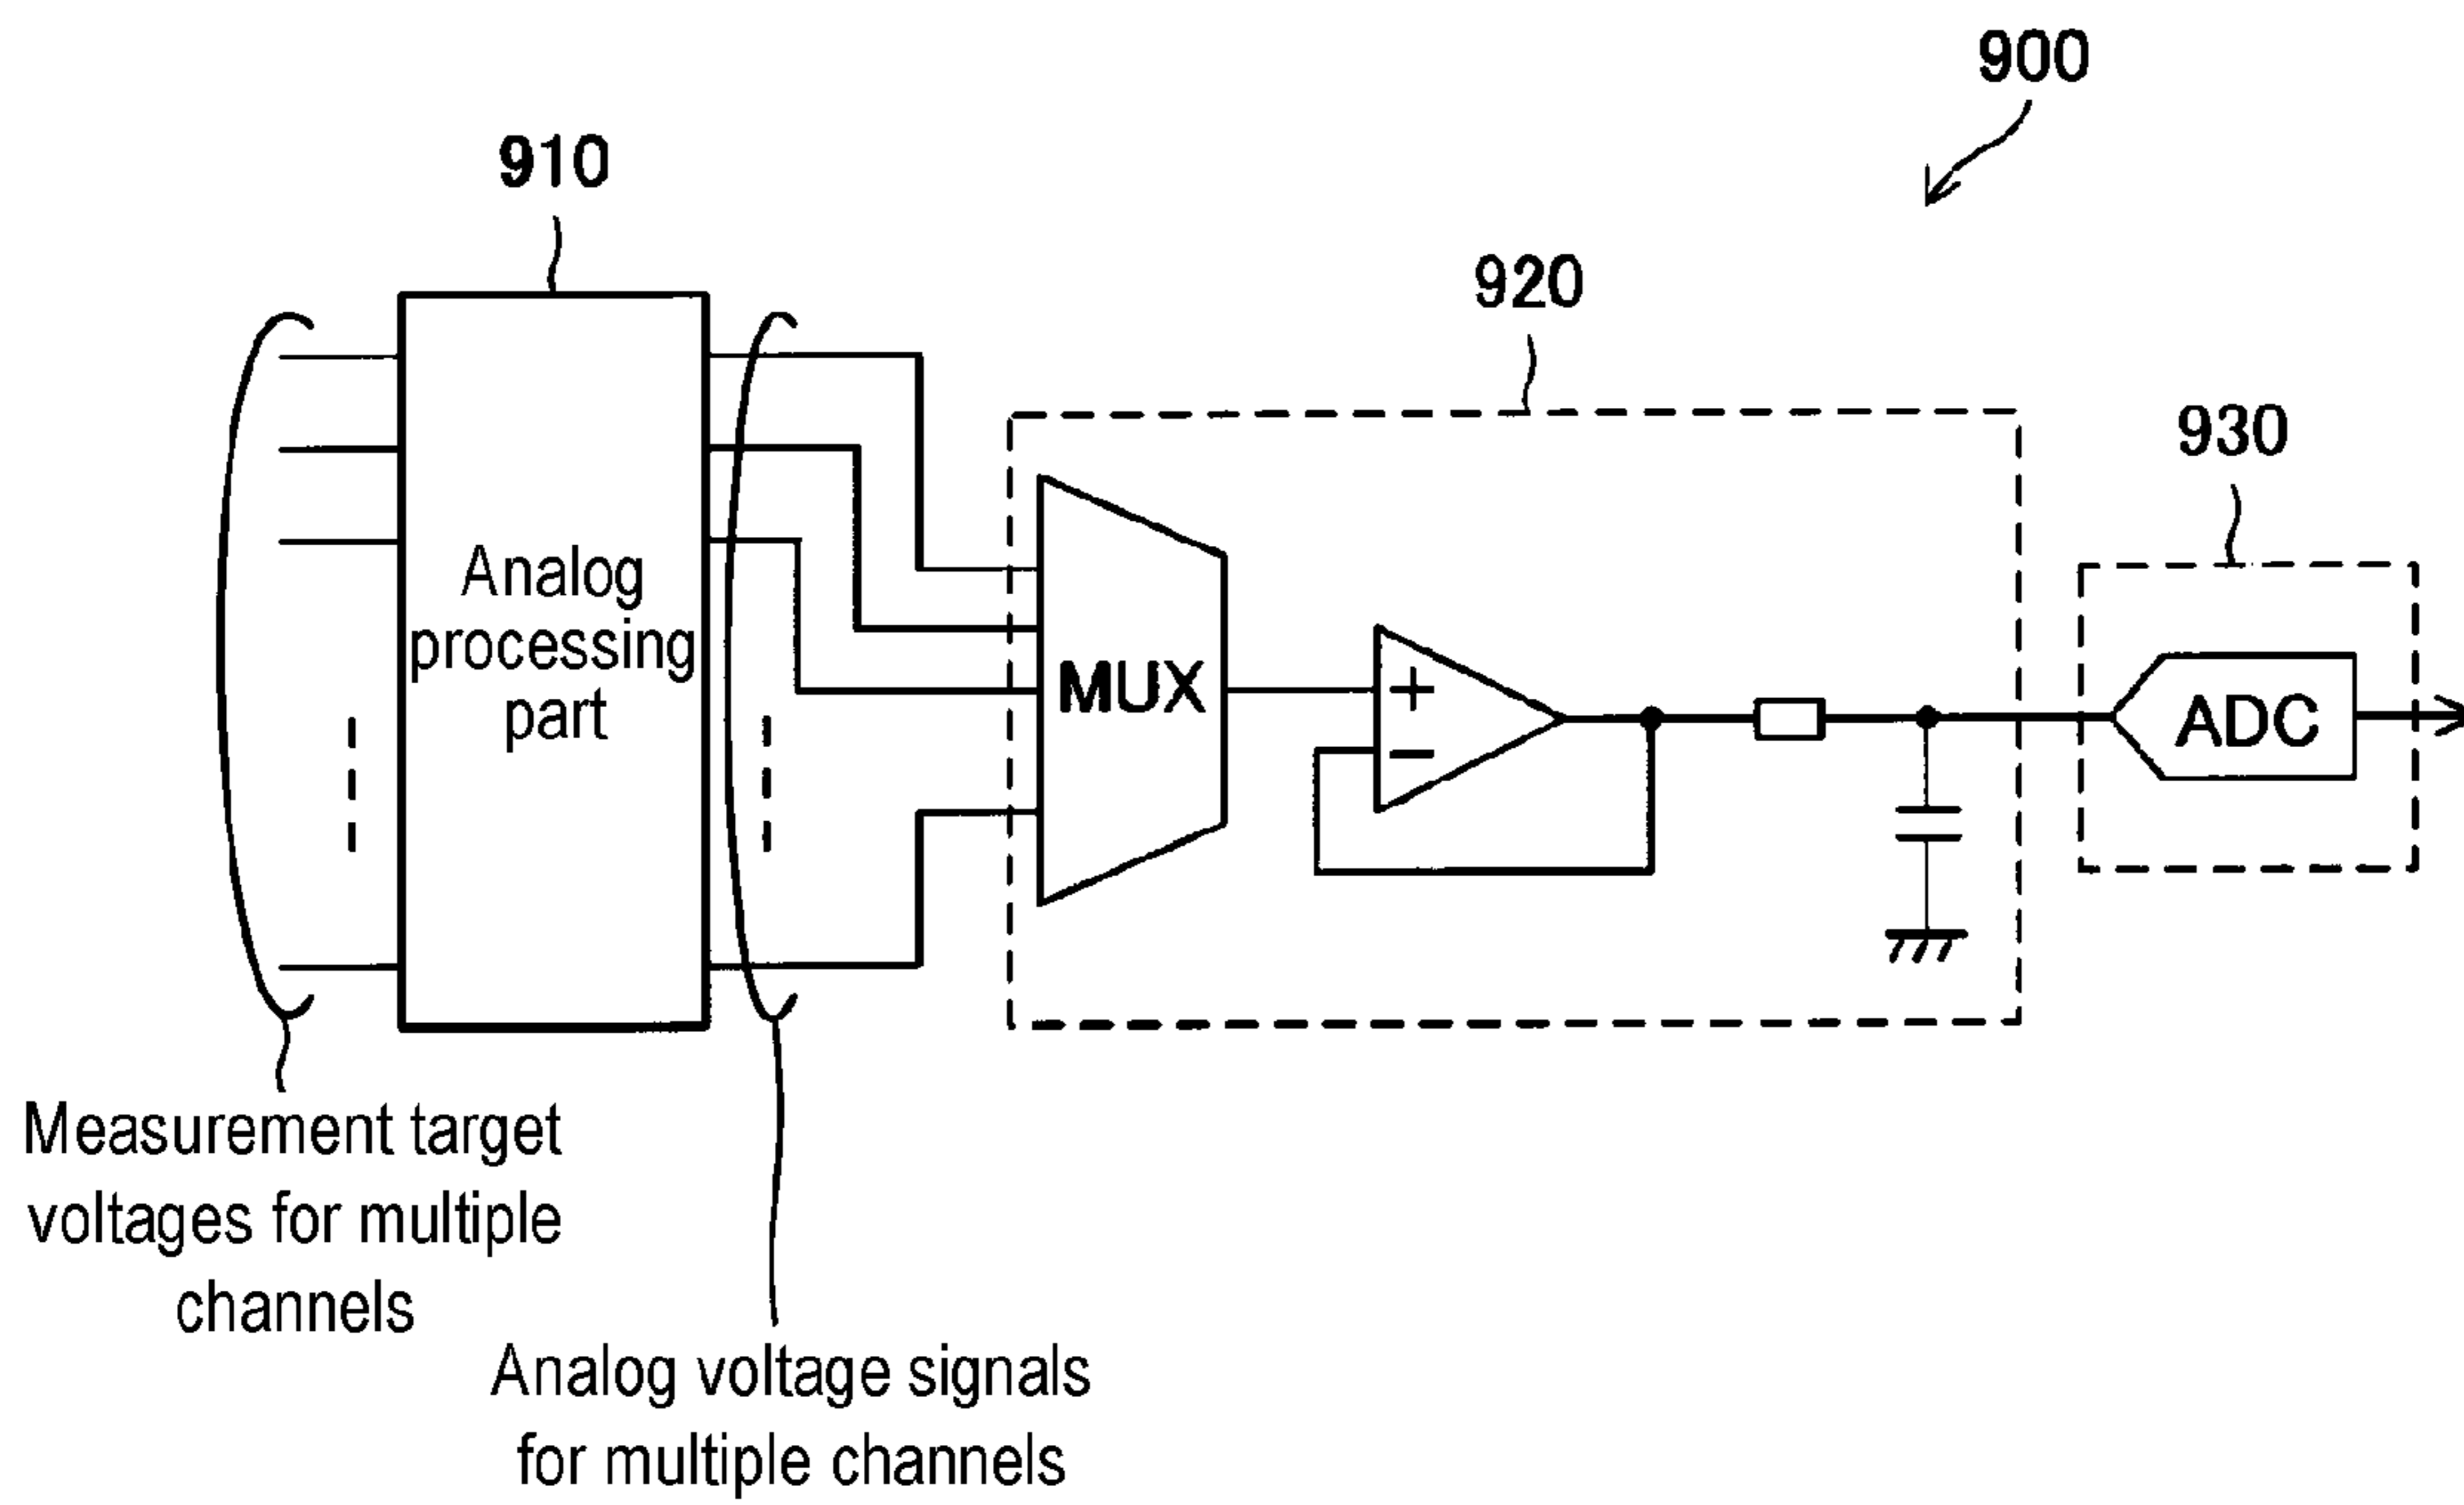 900
910
920
930
Analog
processing
part
MUX
+
−
ADC
Measurement target
voltages for multiple
channels
Analog voltage signals
for multiple channels